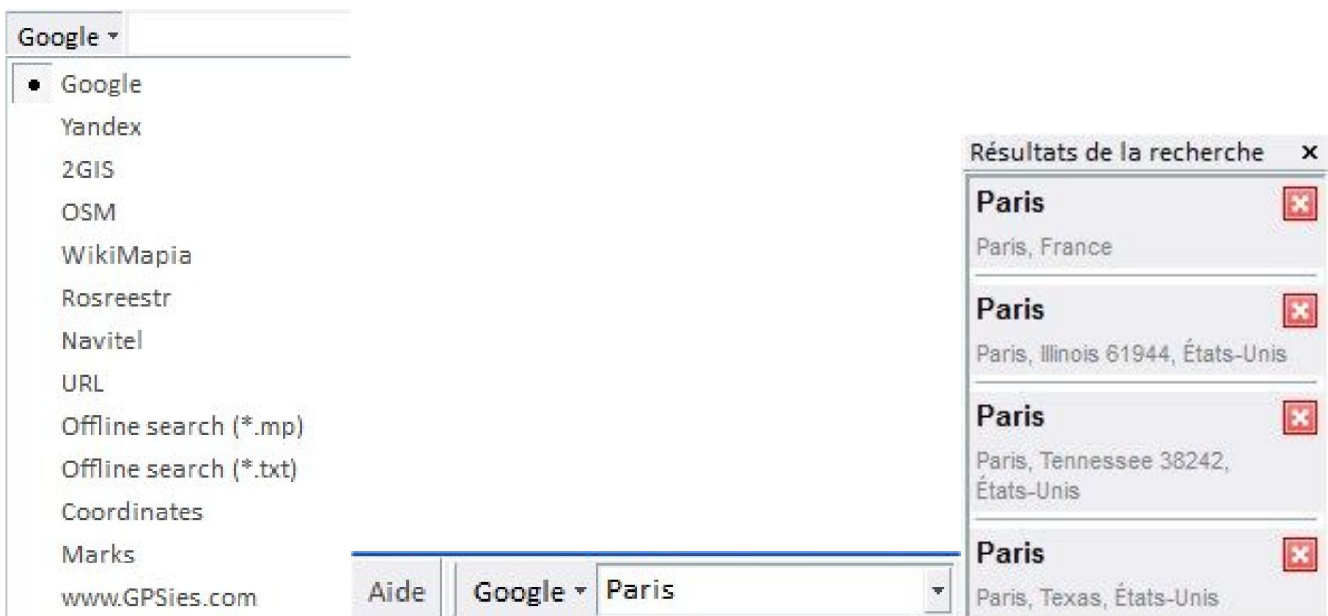 Google
Google
Yandex
2GIS
OSM
WikiMapia
Rosreestr
Navitel
URL
Offline search (*.mp)
Offline search (*.txt)
Coordinates
Marks
www.GPSies.com
Aide Google Paris
Résultats de la recherche
Paris
Paris, France
Paris
Paris, Illinois 61944, États-Unis
Paris
Paris, Tennessee 38242,
États-Unis
Paris
Paris, Texas, États-Unis